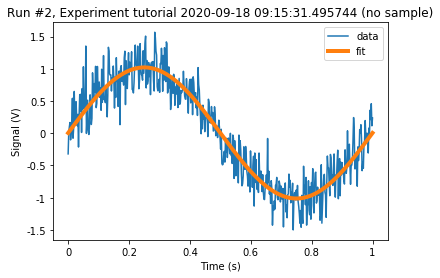 Run #2, Experiment tutorial 2020-09-18 09:15:31.495744 (no sample)
data
fit
Signal (V)
1.5
1
0.5
0
-0.5
-1
-1.5
0
0.2
0.4
0.6
0.8
1
Time (s)